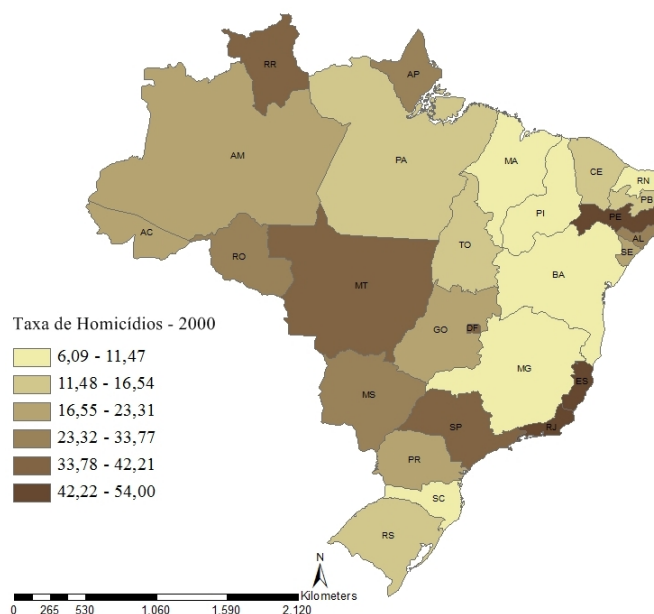 RR
AP
AM
PA
MA
CE
RN
PB
PI
PE
AL
SE
AC
RO
TO
BA
MT
GO
DF
MG
ES
MS
SP
RJ
PR
SC
RS
Taxa de Homicídios - 2000
6,09 - 11,47
11,48 - 16,54
16,55 - 23,31
23,32 - 33,77
33,78 - 42,21
42,22 - 54,00
N
Kilometers
0 265 530 1.060 1.590 2.120